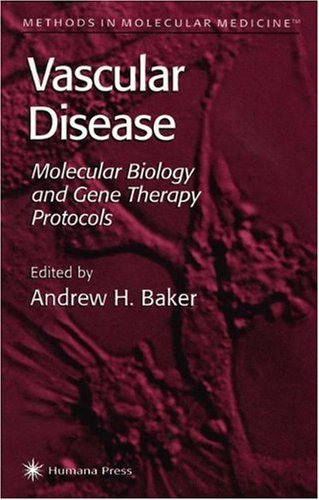 METHODS IN MOLECULAR MEDICINE™
Vascular
Disease
Molecular Biology
and Gene Therapy
Protocols
Edited by
Andrew H. Baker
Humana Press